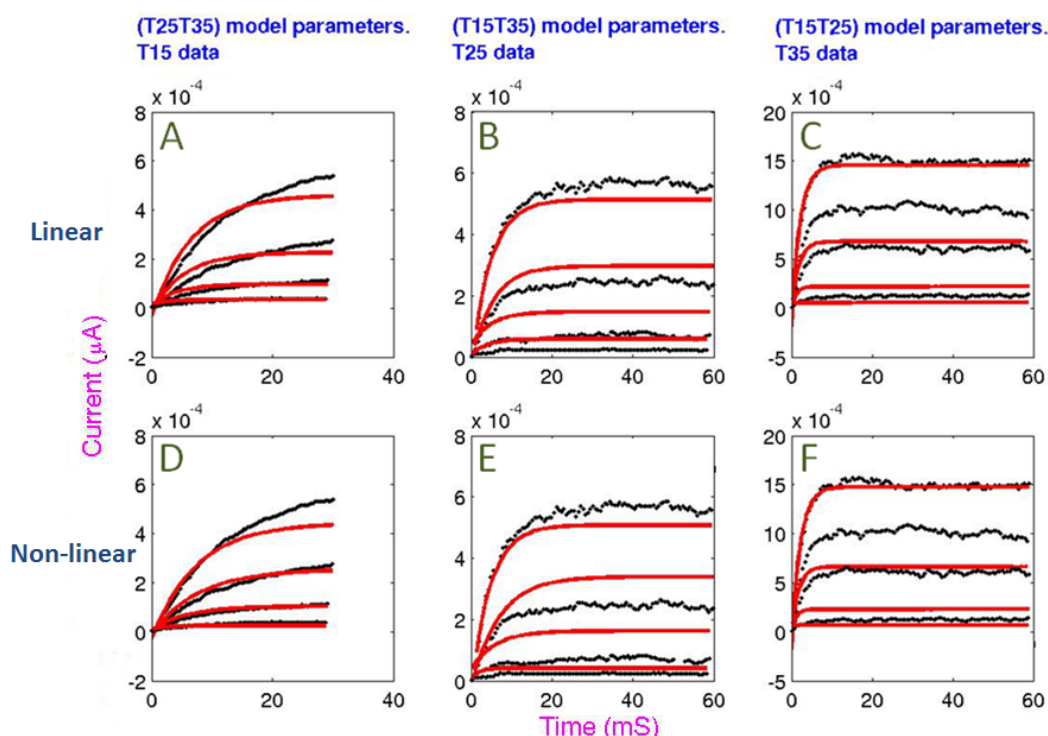 (T25T35) model parameters.
T15 data
(T15T35) model parameters.
T25 data
(T15T25) model parameters.
T35 data
Linear
Non-linear
Current (μA)
x 10⁻⁴
A
8
6
4
2
0
-2
0
20
40
x 10⁻⁴
B
8
6
4
2
0
0
20
40
60
x 10⁻⁴
C
20
15
10
5
0
-5
0
20
40
60
x 10⁻⁴
D
8
6
4
2
0
-2
0
20
40
x 10⁻⁴
E
8
6
4
2
0
0
20
40
60
x 10⁻⁴
F
20
15
10
5
0
-5
0
20
40
60
Time (mS)